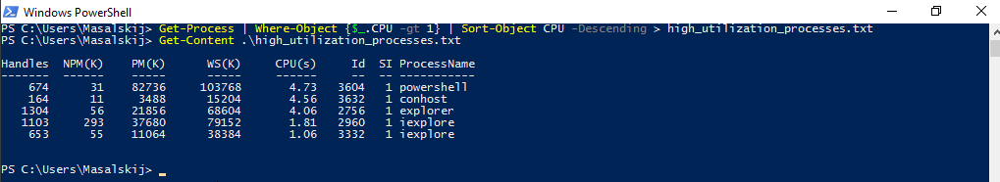 Windows PowerShell
PS C:\Users\Masalskij> Get-Process | Where-Object {$_.CPU -gt 1} | Sort-Object CPU -Descending > high_utilization_processes.txt
PS C:\Users\Masalskij> Get-Content .\high_utilization_processes.txt
Handles  NPM(K)    PM(K)      WS(K)     CPU(s)     Id  SI ProcessName
-------  ------    -----      -----     ------     --  -- -----------
    674      31    82736     103768       4.73   3604   1 powershell
    164      11     3488      15204       4.56   3632   1 conhost
   1304      56    21856      68604       4.06   2756   1 explorer
   1103     293    37680      79152       1.81   2960   1 iexplore
    653      55    11064      38384       1.06   3332   1 iexplore
PS C:\Users\Masalskij> _